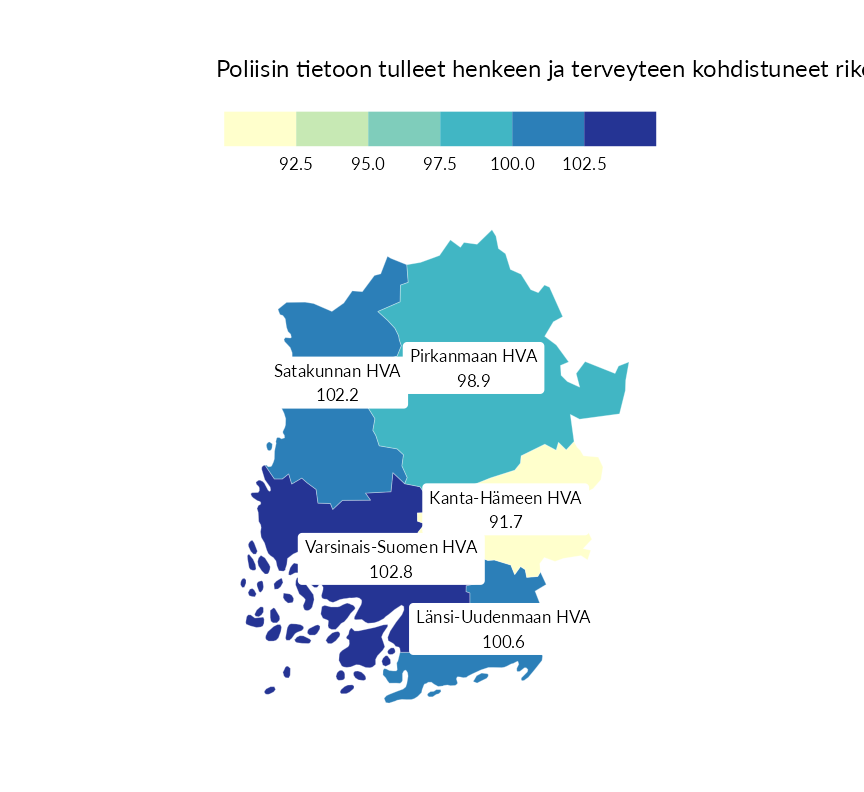 Poliisin tietoon tulleet henkeen ja terveyteen kohdistuneet
92.5 95.0 97.5 100.0 102.5
Pirkanmaan HVA
98.9
Satakunnan HVA
102.2
Kanta-Hämeen HVA
91.7
Varsinais-Suomen HVA
102.8
Länsi-Uudenmaan HVA
100.6